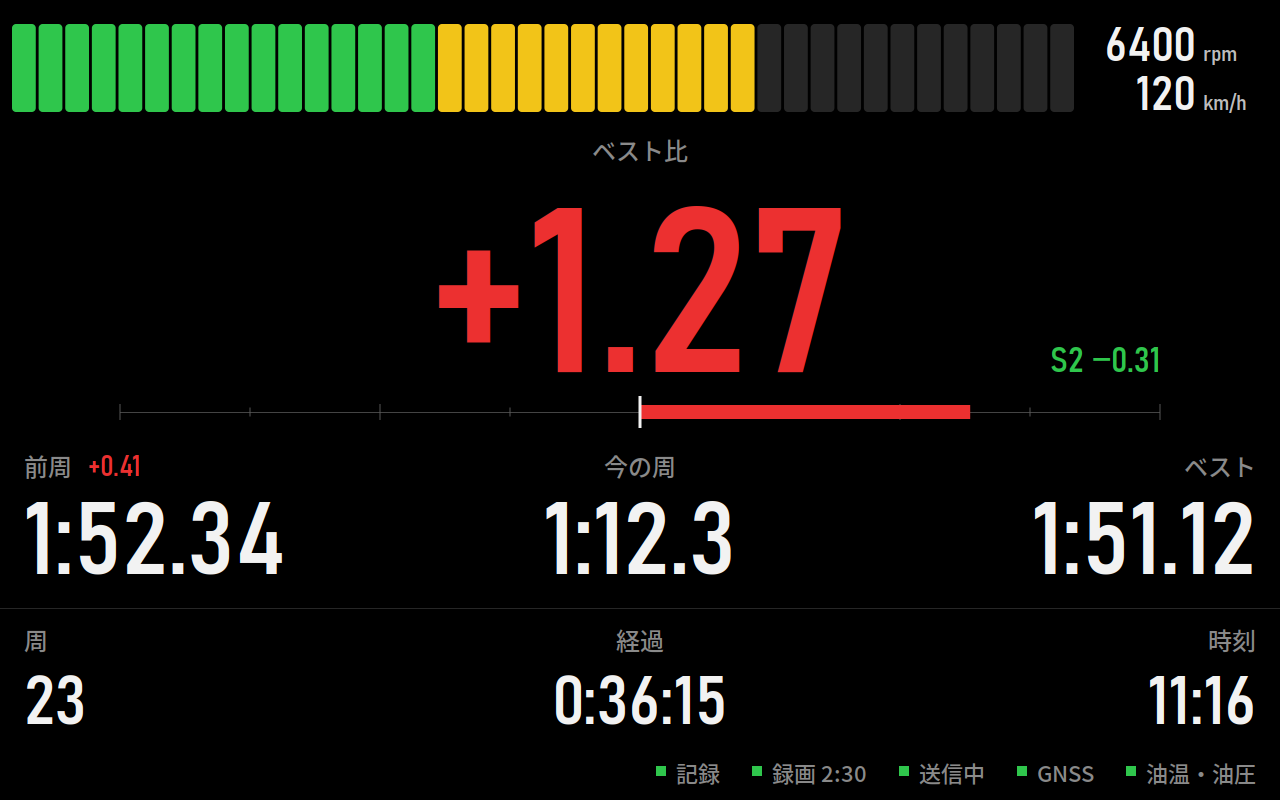 6400 rpm
120 km/h
ベスト比
+1.27
S2 −0.31
前周 +0.41
今の周
ベスト
1:52.34
1:12.3
1:51.12
周
経過
時刻
23
0:36:15
11:16
記録
録画 2:30
送信中
GNSS
油温・油圧